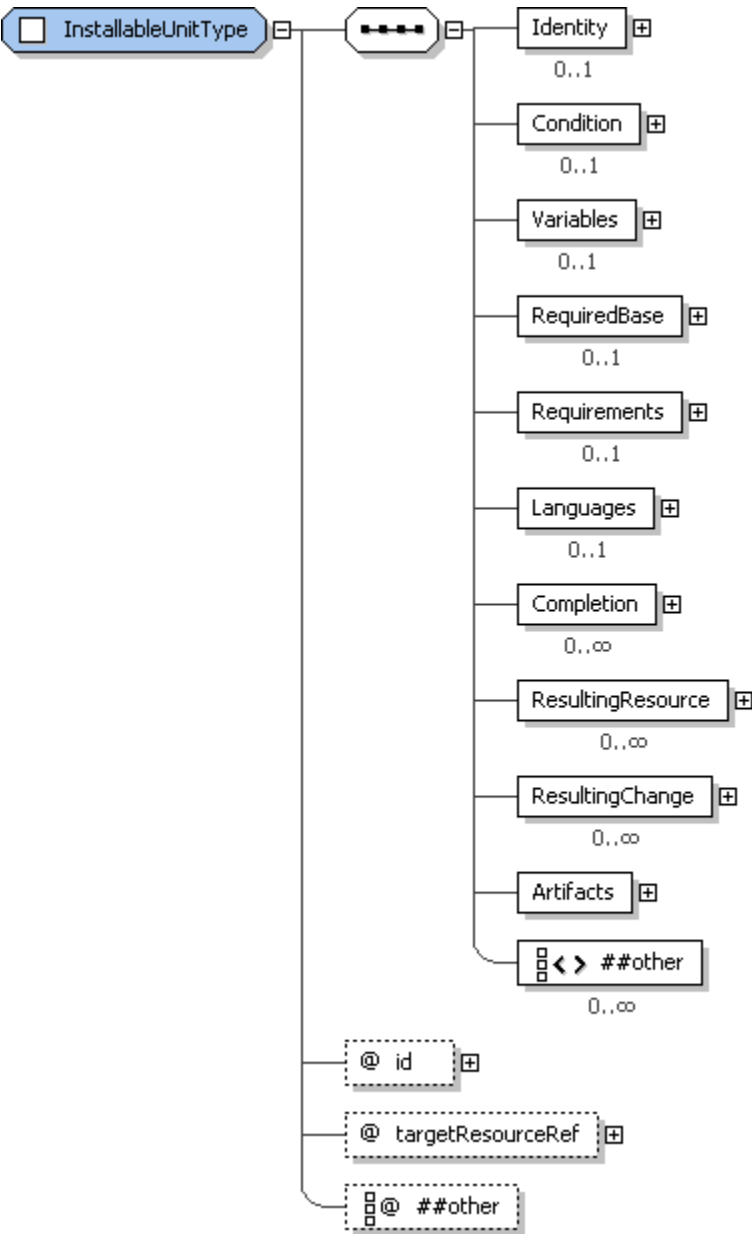 InstallableUnitType
Identity
0..1
Condition
0..1
Variables
0..1
RequiredBase
0..1
Requirements
0..1
Languages
0..1
Completion
0..∞
ResultingResource
0..∞
ResultingChange
0..∞
Artifacts
##other
0..∞
@ id
@ targetResourceRef
@ ##other